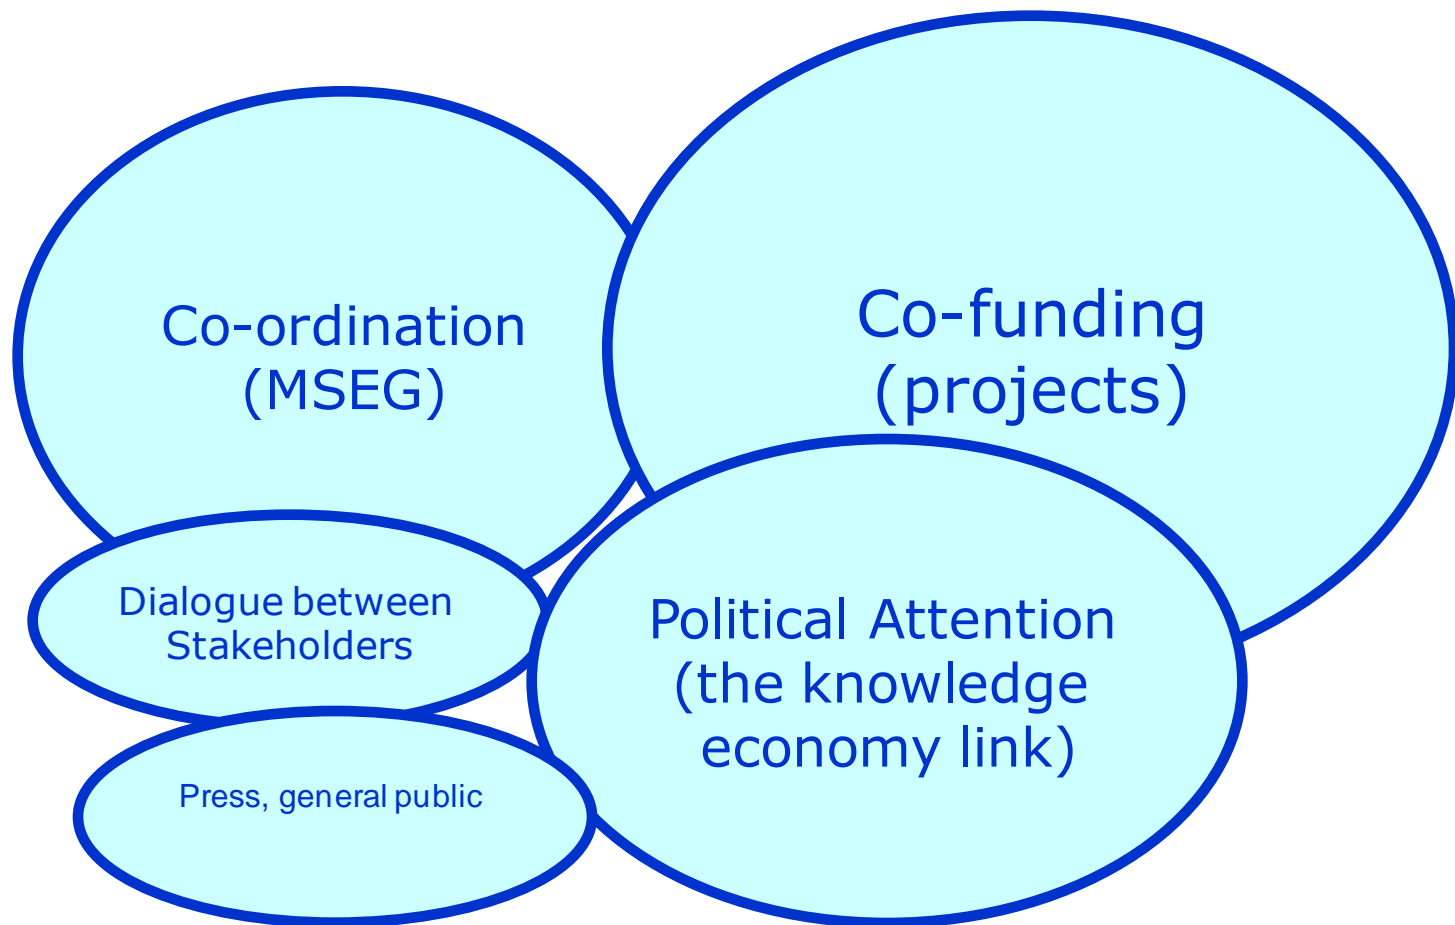 Co-ordination
(MSEG)
Co-funding
(projects)
Dialogue between
Stakeholders
Political Attention
(the knowledge
economy link)
Press, general public